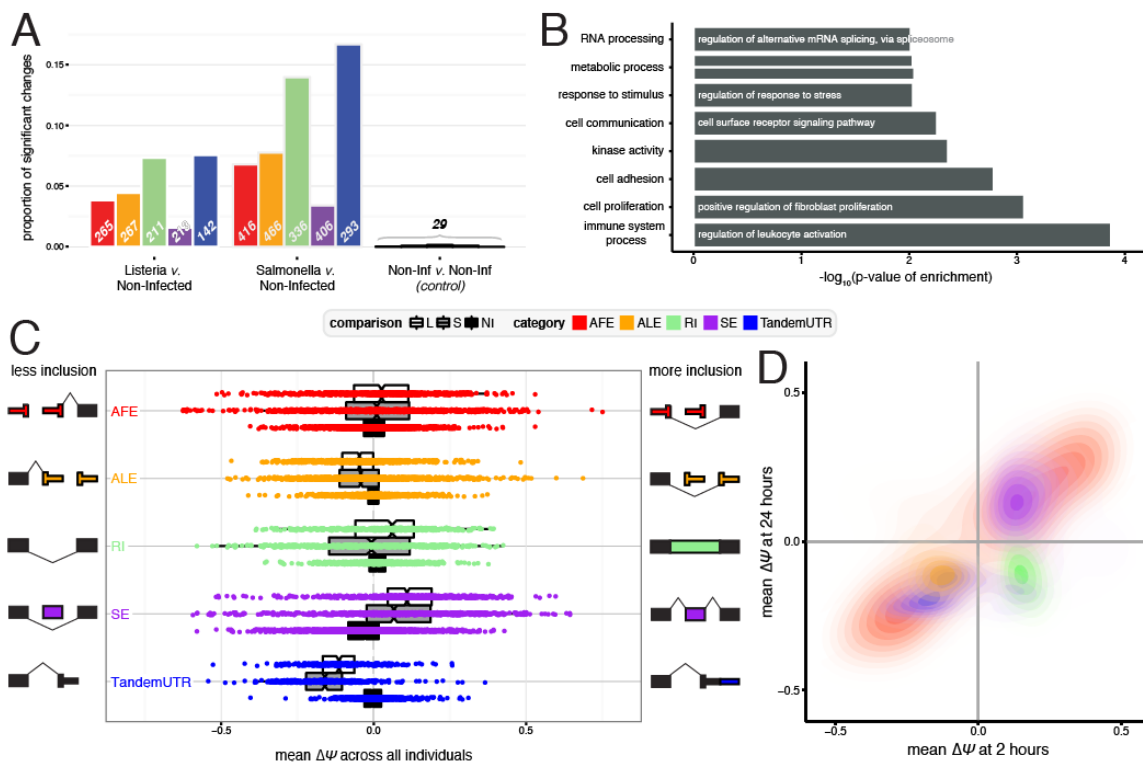 A
proportion of significant changes
0.15
0.10
0.05
0.00
265
267
211
142
416
466
336
406
293
29
Listeria v.
Non-Infected
Salmonella v.
Non-Infected
Non-Inf v. Non-Inf
(control)
B
RNA processing
regulation of alternative mRNA splicing, via spliceosome
metabolic process
response to stimulus
regulation of response to stress
cell communication
cell surface receptor signaling pathway
kinase activity
cell adhesion
cell proliferation
positive regulation of fibroblast proliferation
immune system
process
regulation of leukocyte activation
0 1 2 3 4
-log10(p-value of enrichment)
comparison L S NI category AFE ALE RI SE TandemUTR
C
less inclusion
more inclusion
AFE
ALE
RI
SE
TandemUTR
−0.5 0.0 0.5
mean ΔΨ across all individuals
D
mean ΔΨ at 24 hours
0.5
0.0
-0.5
-0.5 0.0 0.5
mean ΔΨ at 2 hours